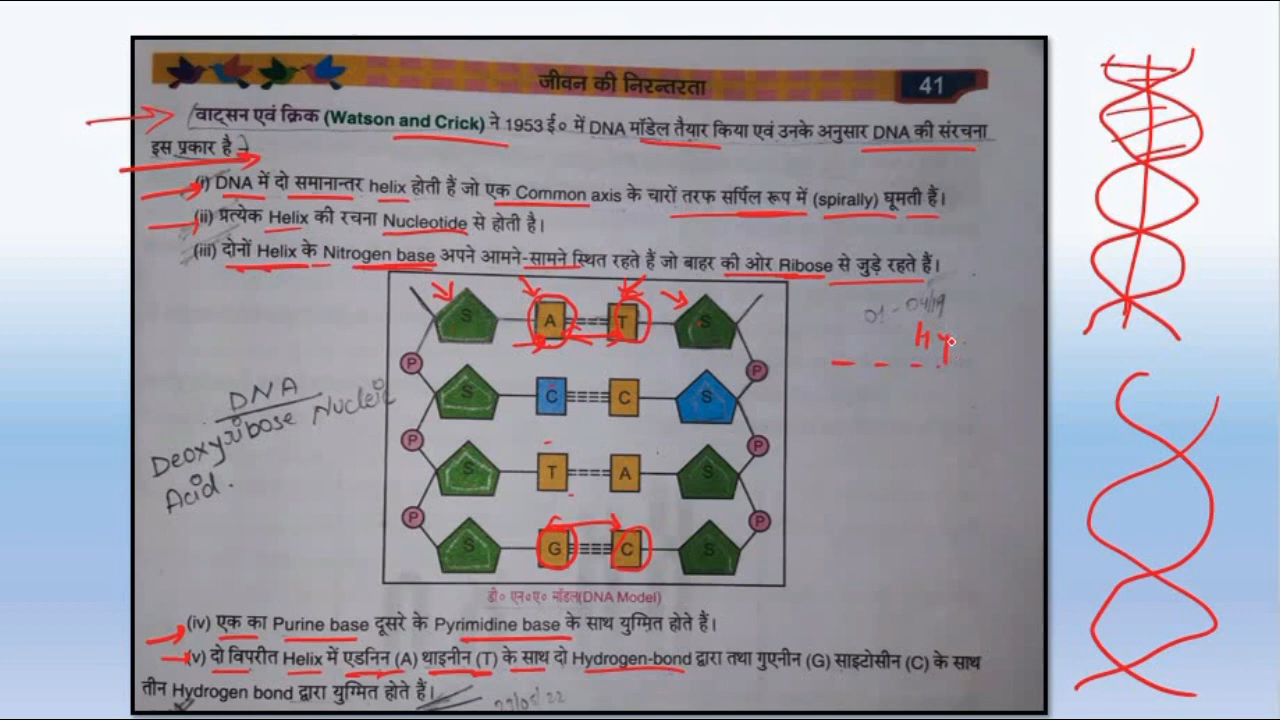 जीवन की निरन्तरता 41
वाट्सन एवं क्रिक (Watson and Crick) ने 1953 ई० में DNA मॉडेल तैयार किया एवं उनके अनुसार DNA की संरचना
इस प्रकार है -
(i) DNA में दो समानान्तर helix होती हैं जो एक Common axis के चारों तरफ सर्पिल रूप में (spirally) घूमती हैं।
(ii) प्रत्येक Helix की रचना Nucleotide से होती है।
(iii) दोनों Helix के Nitrogen base अपने आमने-सामने स्थित रहते हैं जो बाहर की ओर Ribose से जुड़े रहते हैं।
S A T S
hy
P P
S C C S
DNA
Deoxyribose Nucleic
Acid.
P P
S T A S
P P
S G C S
डी० एन०ए० मॉडल(DNA Model)
(iv) एक का Purine base दूसरे के Pyrimidine base के साथ युग्मित होते हैं।
(v) दो विपरीत Helix में एडनिन (A) थाइनीन (T) के साथ दो Hydrogen-bond द्वारा तथा गुएनीन (G) साइटोसीन (C) के साथ
तीन Hydrogen bond द्वारा युग्मित होते हैं।